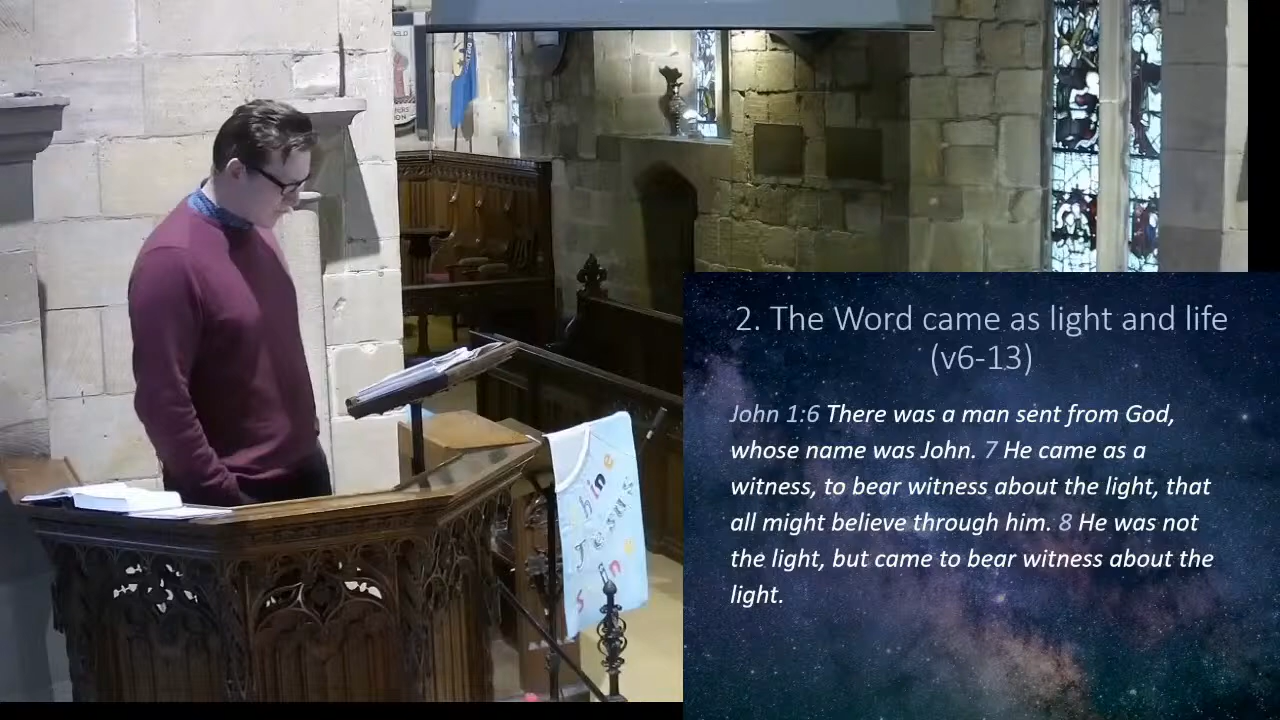 2. The Word came as light and life
(v6-13)
John 1:6 There was a man sent from God,
whose name was John. 7 He came as a
witness, to bear witness about the light, that
all might believe through him. 8 He was not
the light, but came to bear witness about the
light.
Shine
Jesus